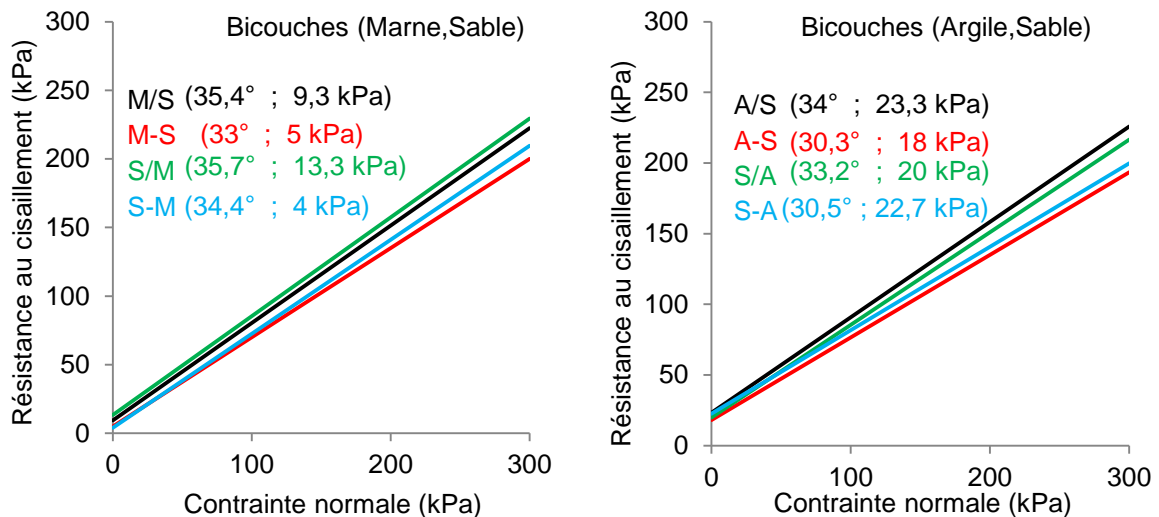 Bicouches (Marne,Sable)
Résistance au cisaillement (kPa)
300
250
200
150
100
50
0
M/S (35,4° ; 9,3 kPa)
M-S (33° ; 5 kPa)
S/M (35,7° ; 13,3 kPa)
S-M (34,4° ; 4 kPa)
0 100 200 300
Contrainte normale (kPa)
Bicouches (Argile,Sable)
Résistance au cisaillement (kPa)
300
250
200
150
100
50
0
A/S (34° ; 23,3 kPa)
A-S (30,3° ; 18 kPa)
S/A (33,2° ; 20 kPa)
S-A (30,5° ; 22,7 kPa)
0 100 200 300
Contrainte normale (kPa)